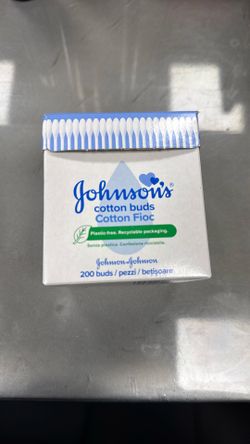 Johnson's®
cotton buds
Cotton Fioc
Plastic free. Recyclable packaging.
Senza plastica. Confezione riciclabile.
Johnson&Johnson
200 buds / pezzi / bețișoare